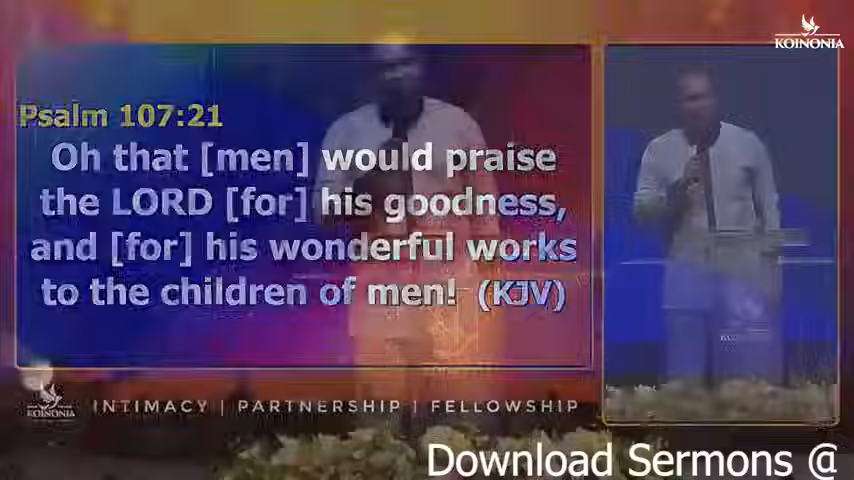 KOINONIA
Psalm 107:21
Oh that [men] would praise
the LORD [for] his goodness,
and [for] his wonderful works
to the children of men! (KJV)
KOINONIA
INTIMACY | PARTNERSHIP | FELLOWSHIP
Download Sermons @